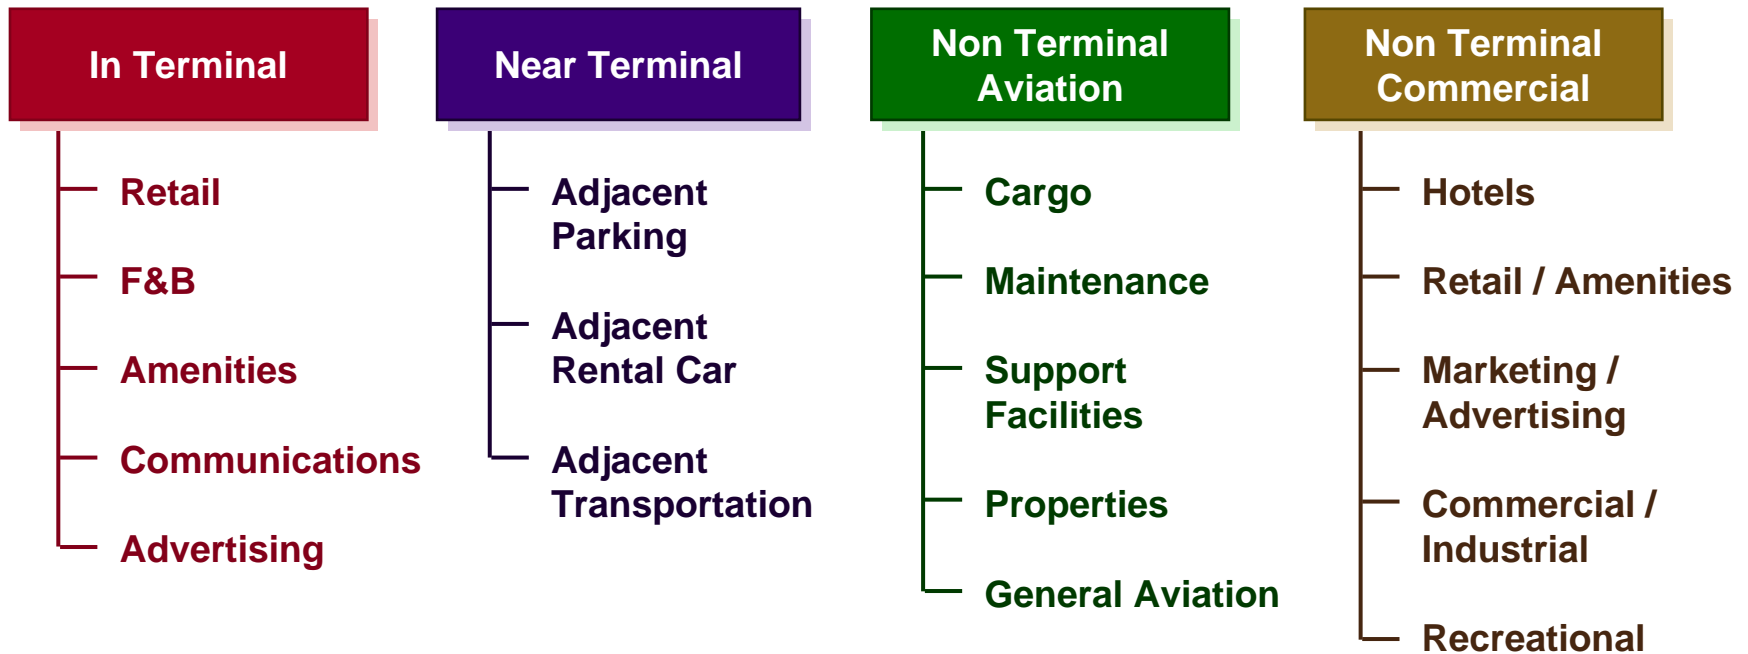 In Terminal
Retail
F&B
Amenities
Communications
Advertising
Near Terminal
Adjacent
Parking
Adjacent
Rental Car
Adjacent
Transportation
Non Terminal
Aviation
Cargo
Maintenance
Support
Facilities
Properties
General Aviation
Non Terminal
Commercial
Hotels
Retail / Amenities
Marketing /
Advertising
Commercial /
Industrial
Recreational